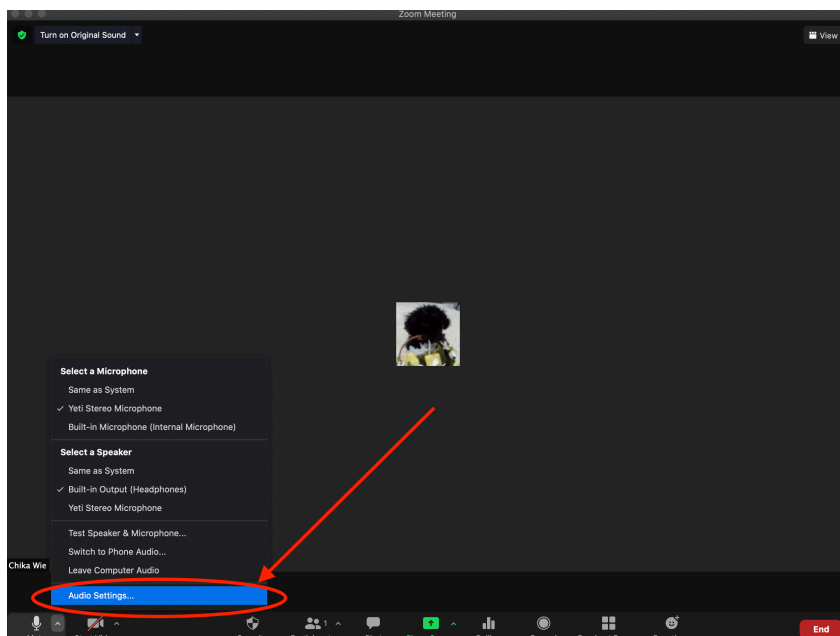 Zoom Meeting
Turn on Original Sound
View
Select a Microphone
Same as System
✓ Yeti Stereo Microphone
Built-in Microphone (Internal Microphone)
Select a Speaker
Same as System
✓ Built-in Output (Headphones)
Yeti Stereo Microphone
Test Speaker & Microphone...
Switch to Phone Audio...
Leave Computer Audio
Chika Wie
Audio Settings...
1
End